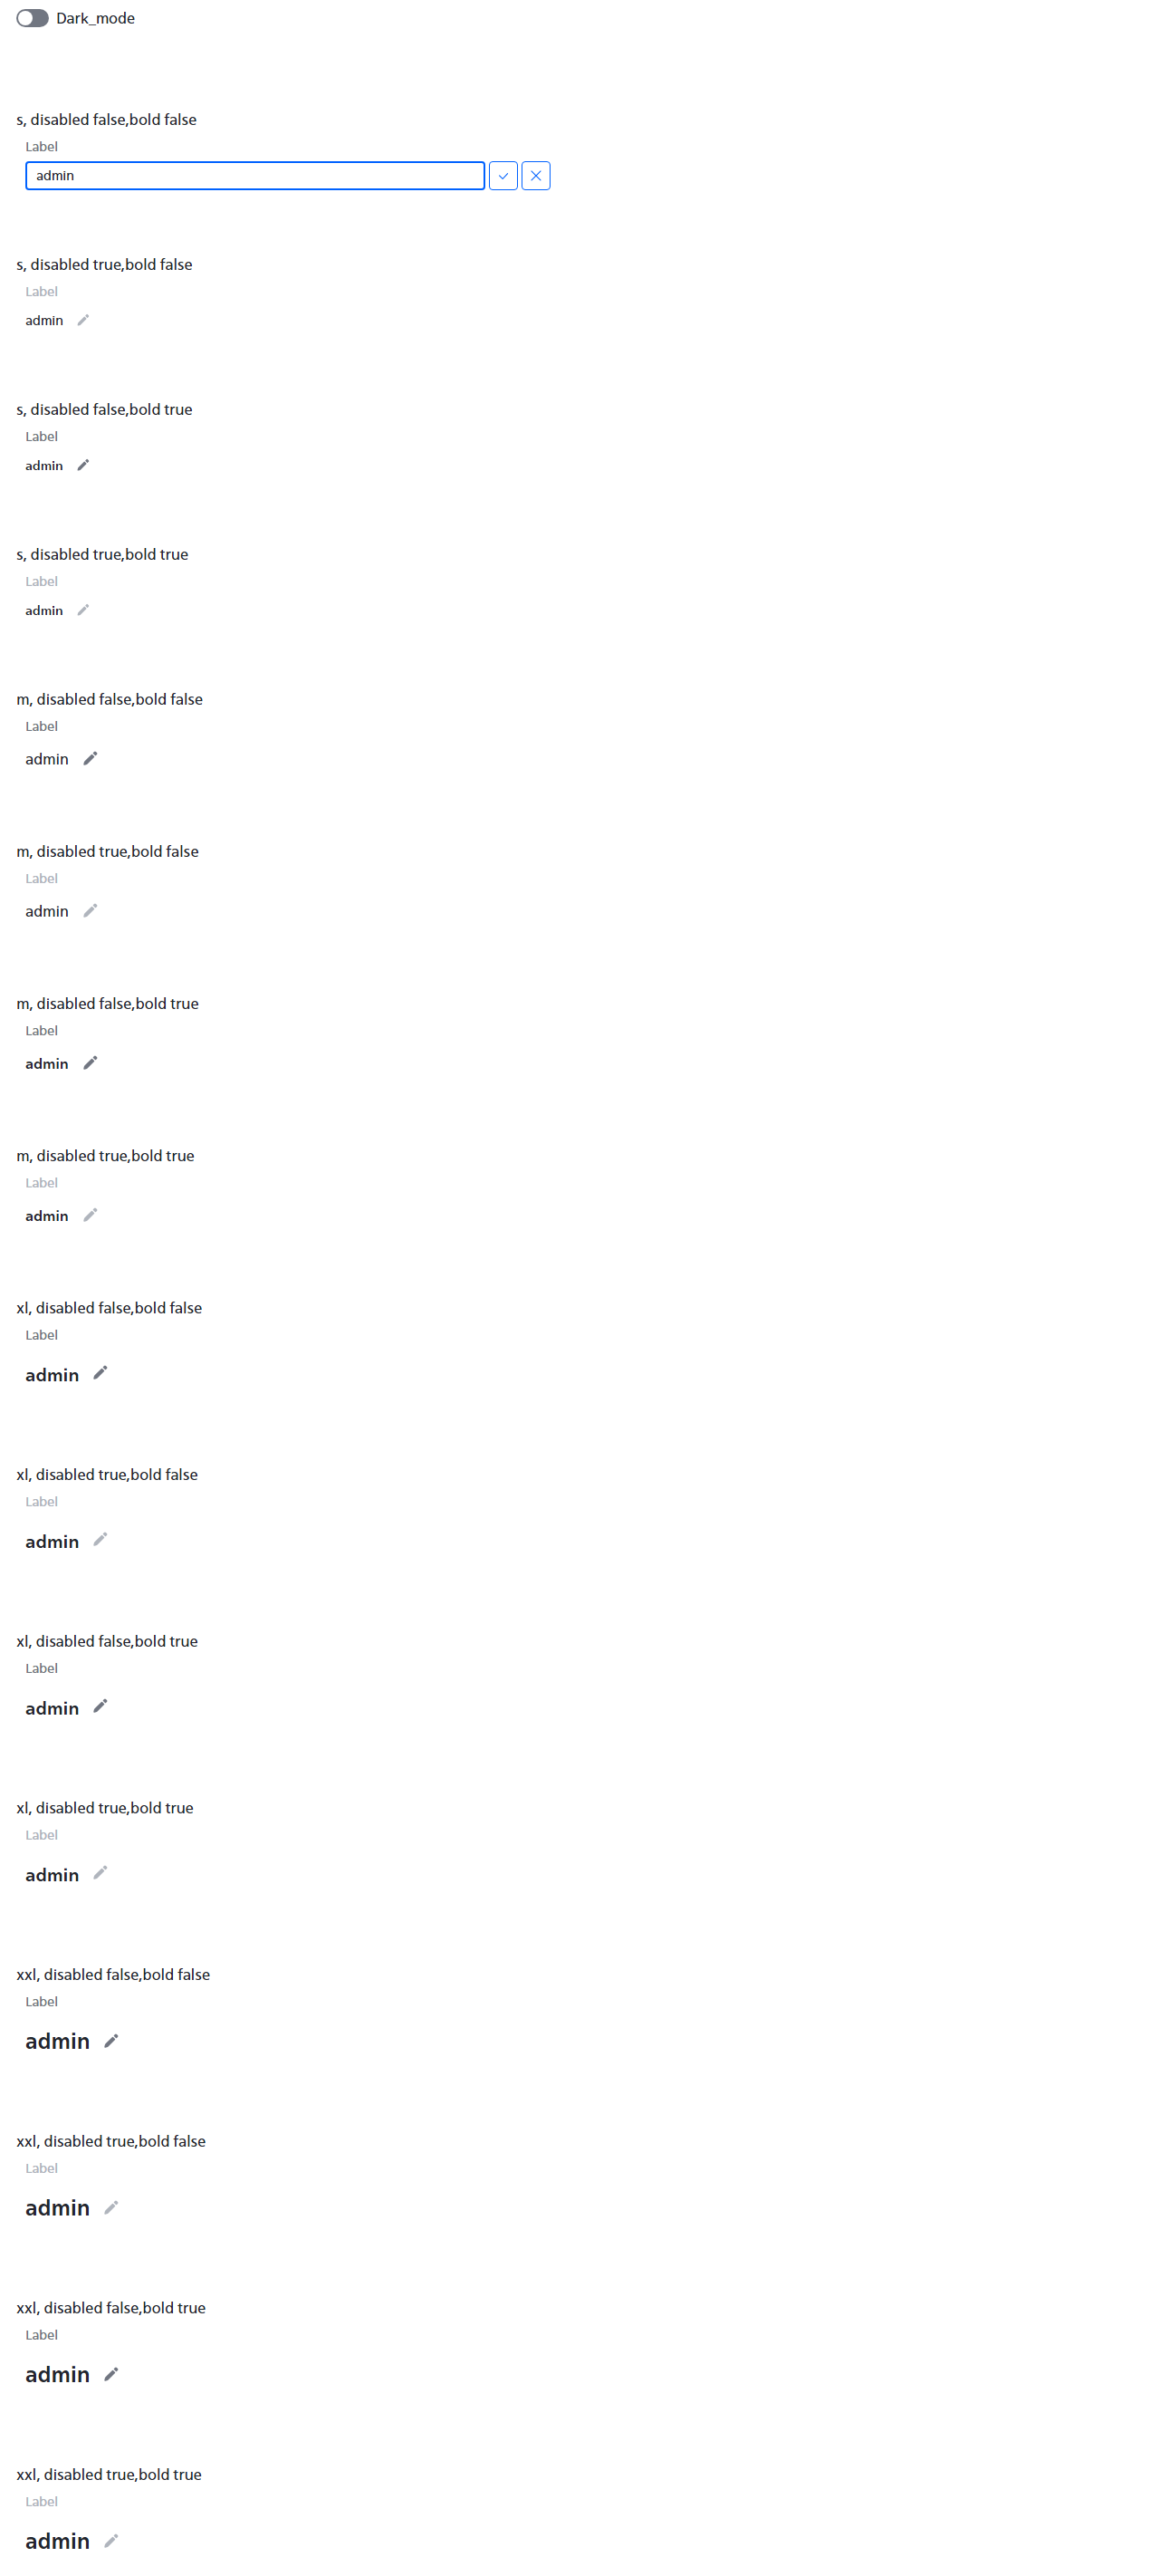 Dark_mode
s, disabled false,bold false
Label
admin
s, disabled true,bold false
Label
admin
s, disabled false,bold true
Label
admin
s, disabled true,bold true
Label
admin
m, disabled false,bold false
Label
admin
m, disabled true,bold false
Label
admin
m, disabled false,bold true
Label
admin
m, disabled true,bold true
Label
admin
xl, disabled false,bold false
Label
admin
xl, disabled true,bold false
Label
admin
xl, disabled false,bold true
Label
admin
xl, disabled true,bold true
Label
admin
xxl, disabled false,bold false
Label
admin
xxl, disabled true,bold false
Label
admin
xxl, disabled false,bold true
Label
admin
xxl, disabled true,bold true
Label
admin